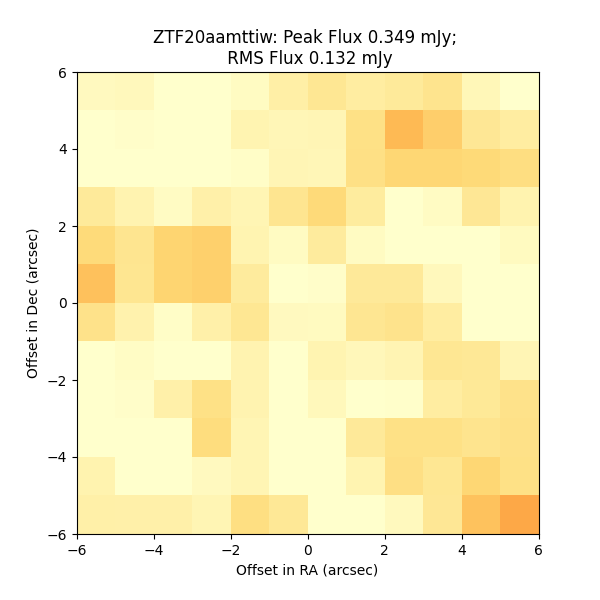 ZTF20aamttiw: Peak Flux 0.349 mJy;
RMS Flux 0.132 mJy
6
4
2
0
−2
−4
−6
Offset in Dec (arcsec)
−6 −4 −2 0 2 4 6
Offset in RA (arcsec)